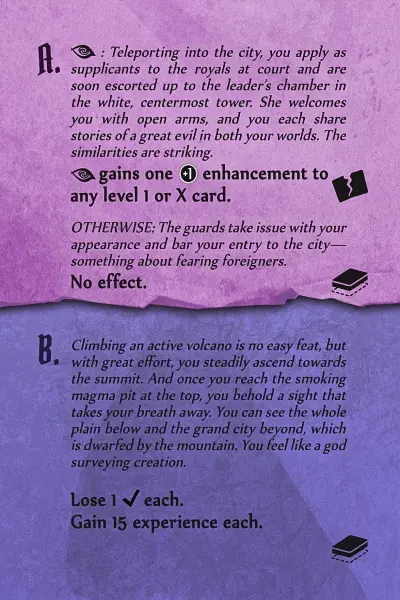 A. : Teleporting into the city, you apply as
supplicants to the royals at court and are
soon escorted up to the leader’s chamber in
the white, centermost tower. She welcomes
you with open arms, and you each share
stories of a great evil in both your worlds. The
similarities are striking.
gains one +1 enhancement to
any level 1 or X card.
OTHERWISE: The guards take issue with your
appearance and bar your entry to the city—
something about fearing foreigners.
No effect.
B. Climbing an active volcano is no easy feat, but
with great effort, you steadily ascend towards
the summit. And once you reach the smoking
magma pit at the top, you behold a sight that
takes your breath away. You can see the whole
plain below and the grand city beyond, which
is dwarfed by the mountain. You feel like a god
surveying creation.
Lose 1 ✔ each.
Gain 15 experience each.